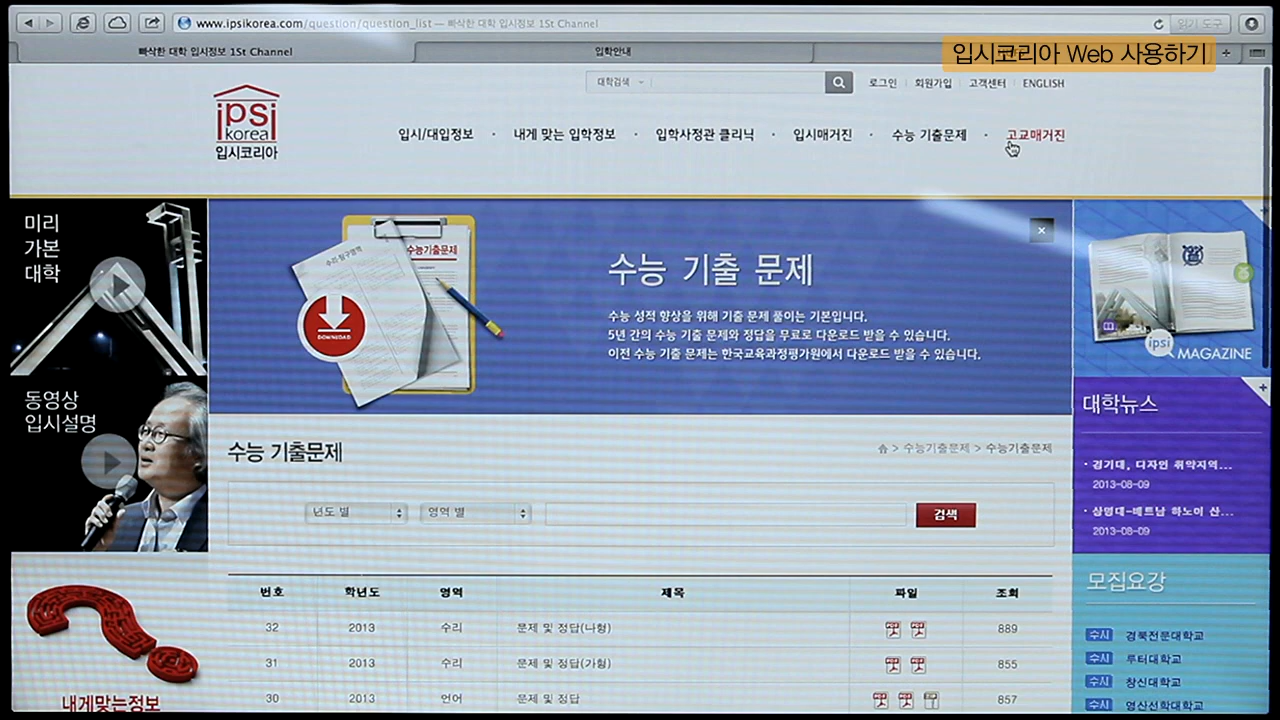 www.ipsikorea.com/question/question_list — 빠삭한 대학 입시정보 1St Channel
읽기 도구
빠삭한 대학 입시정보 1St Channel
입학안내
입시코리아 Web 사용하기
ipsi
korea
입시코리아
대학검색
로그인 회원가입 고객센터 ENGLISH
입시/대입정보 · 내게 맞는 입학정보 · 입학사정관 클리닉 · 입시매거진 · 수능 기출문제 · 고교매거진
미리
가본
대학
동영상
입시설명
내게맞는정보
수리·탐구영역
수능기출문제
DOWNLOAD
수능 기출 문제
수능 성적 향상을 위해 기출 문제 풀이는 기본입니다.
5년 간의 수능 기출 문제와 정답을 무료로 다운로드 받을 수 있습니다.
이전 수능 기출 문제는 한국교육과정평가원에서 다운로드 받을 수 있습니다.
ipsi
MAGAZINE
수능 기출문제
> 수능기출문제 > 수능기출문제
년도 별
영역 별
검색
번호 학년도 영역 제목 파일 조회
32 2013 수리 문제 및 정답(나형) 889
31 2013 수리 문제 및 정답(가형) 855
30 2013 언어 문제 및 정답 857
대학뉴스
· 경기대, 디자인 취약지역...
2013-08-09
· 상명대-베트남 하노이 산...
2013-08-09
모집요강
수시 경북전문대학교
수시 루터대학교
수시 창신대학교
수시 영산선학대학교